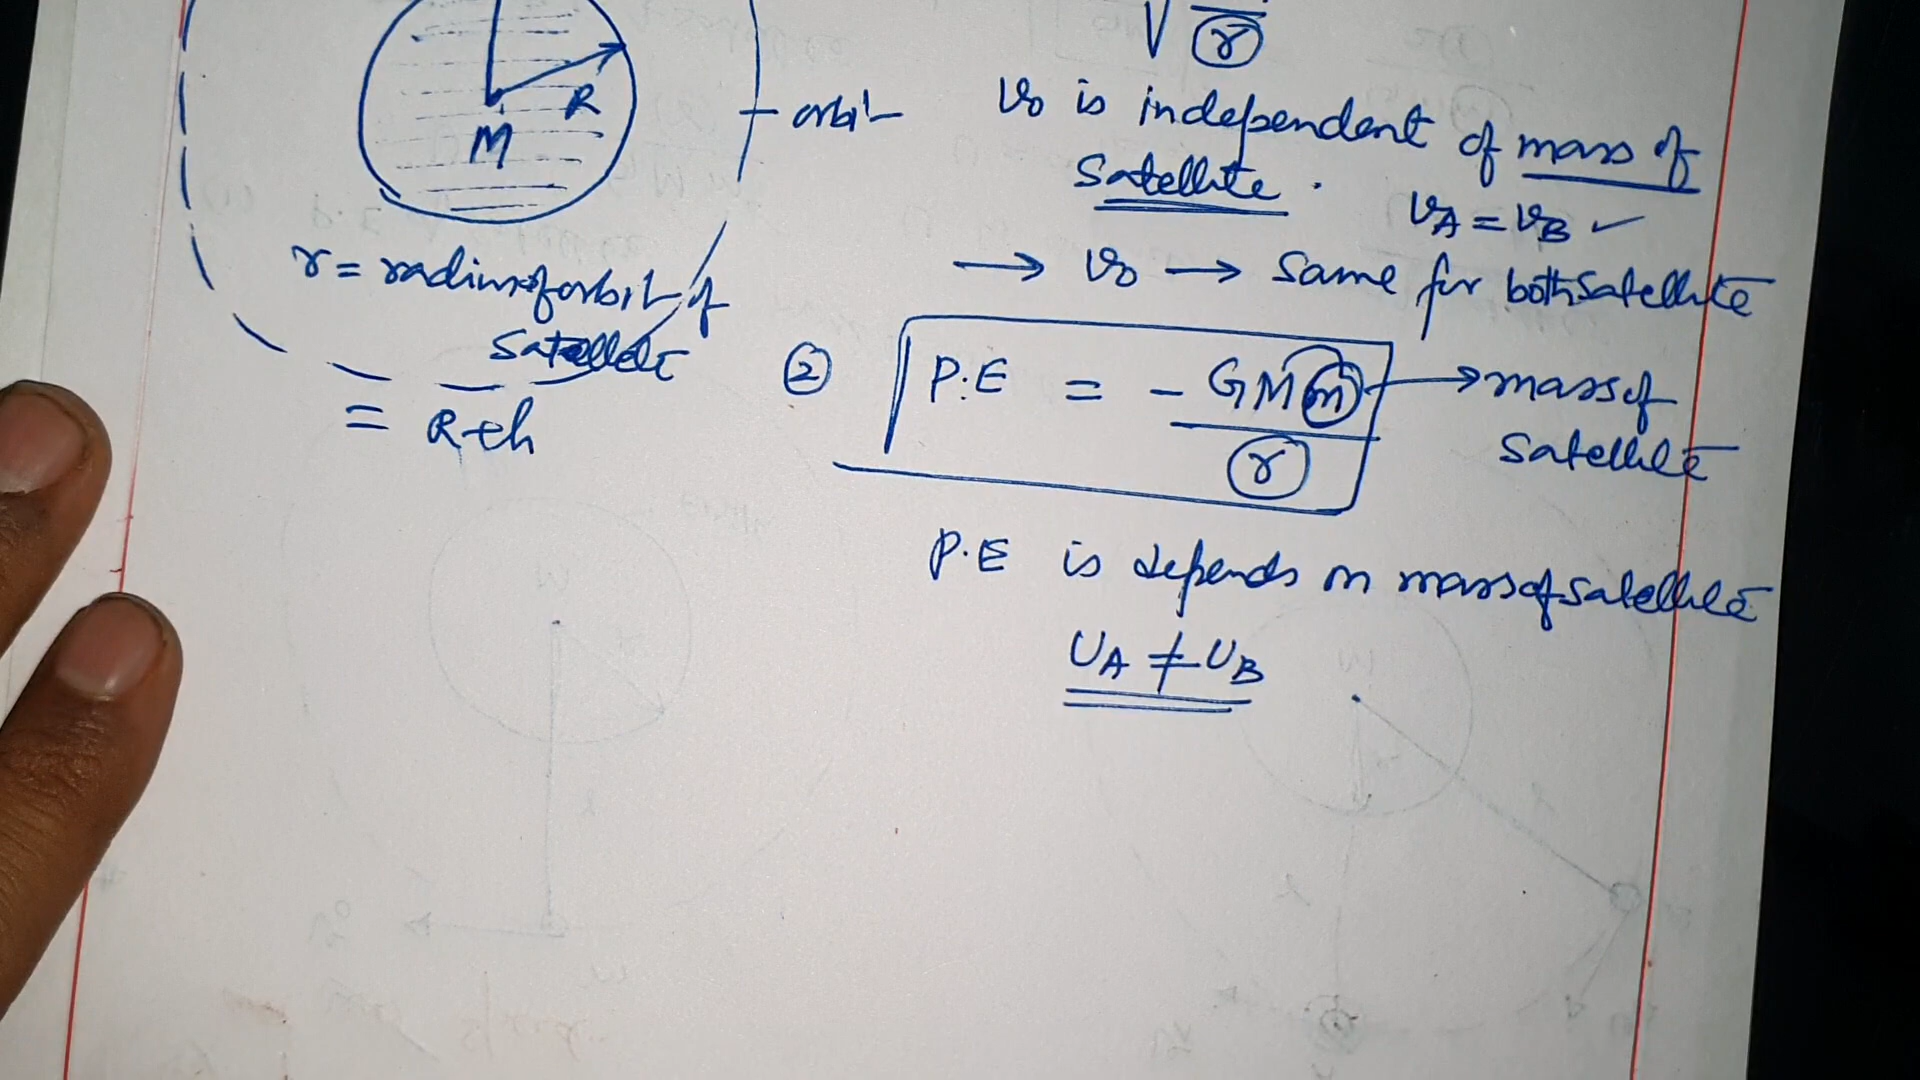 √ r
R
M
orbit
v₀ is independent of mass of
Satellite .
vA = vB ✓
r = radius of orbit of
Satellite
= R+h
→ v₀ → Same for both Satellite
② P.E = - GMm / r → mass of
Satellite
P.E is depends on mass of Satellite
UA ≠ UB